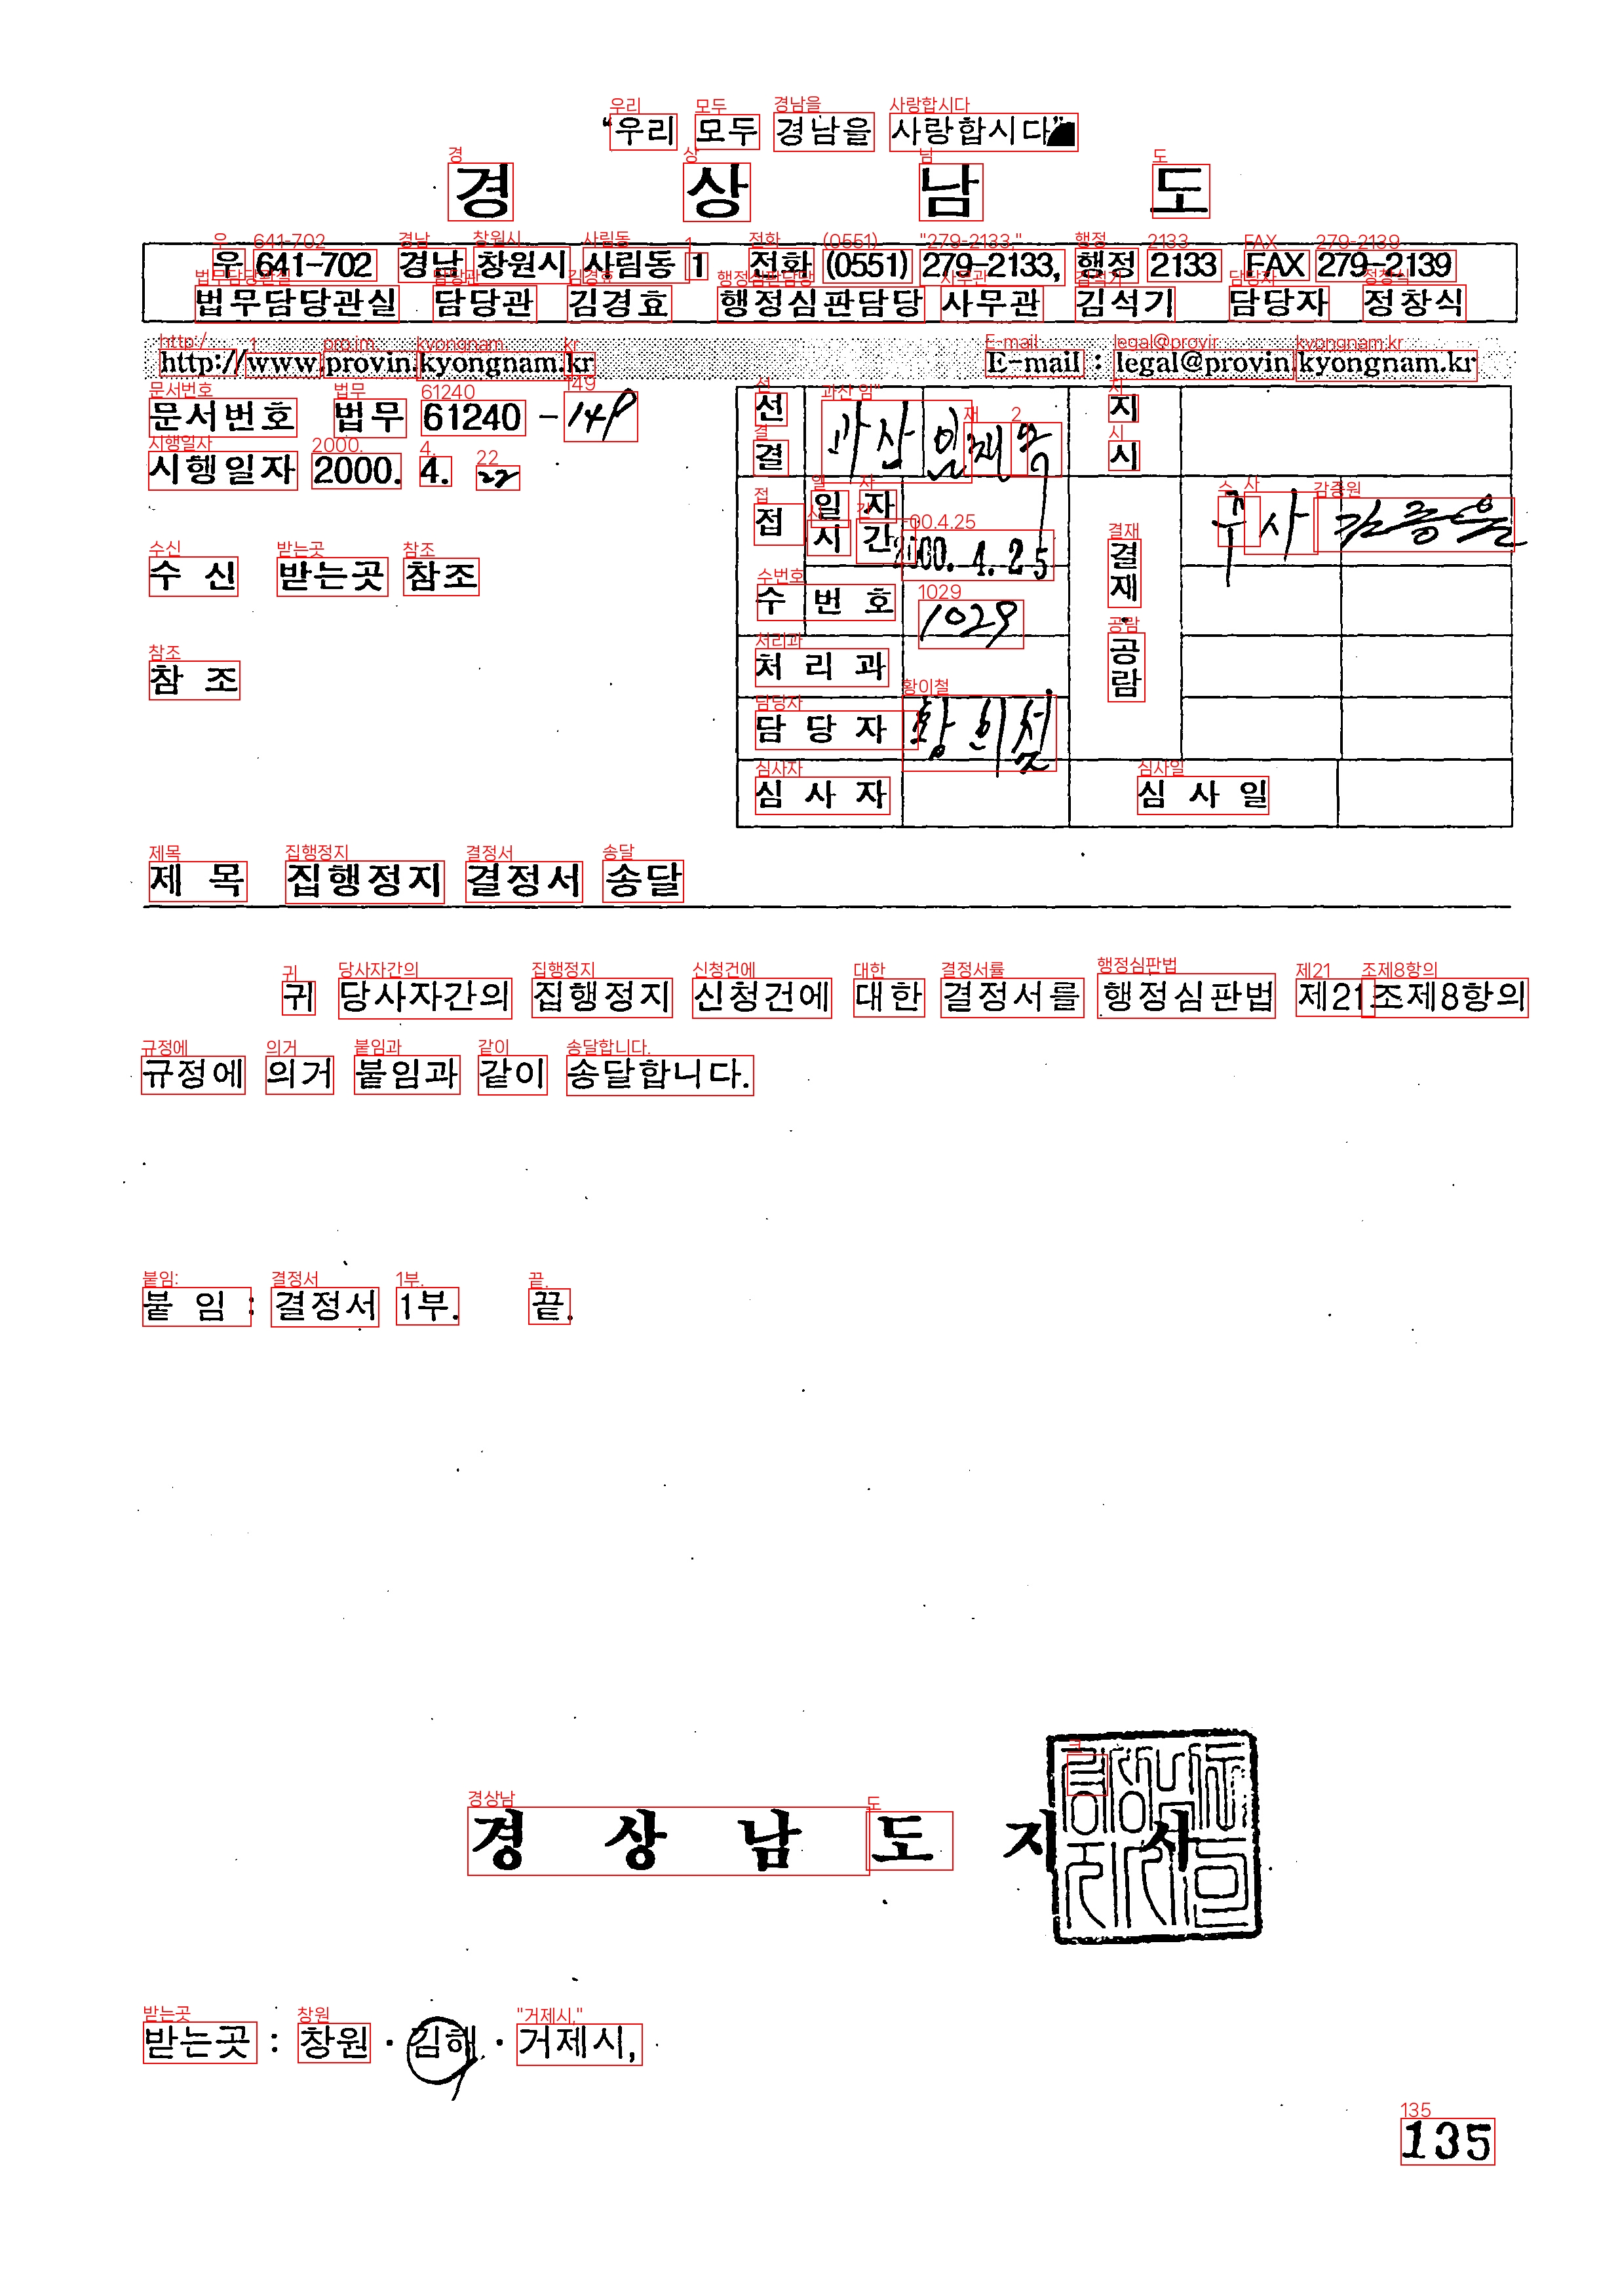 “우리 모두 경남을 사랑합시다”
경 상 남 도
우 641-702 경남 창원시 사림동 1 전화 (0551) 279-2133, 행정 2133 FAX 279-2139
법무담당관실 담당관 김경효 행정심판담당 사무관 김석기 담당자 정창식
http://www.provin.kyongnam.kr E-mail : legal@provin.kyongnam.kr
문서번호 법무 61240 - 149
시행일자 2000. 4. 22
수 신 받는곳 참조
참 조
선결
지시
접 일 자
시 간 2000. 4. 25
결재·공람
수 번 호 1029
처 리 과
담 당 자
심 사 자 심 사 일
제 목 집행정지 결정서 송달
귀 당사자간의 집행정지 신청건에 대한 결정서를 행정심판법 제21조제8항의
규정에 의거 붙임과 같이 송달합니다.
붙 임 : 결정서 1부. 끝.
경 상 남 도 지 사
받는곳 : 창원 · 김해 · 거제시,
135